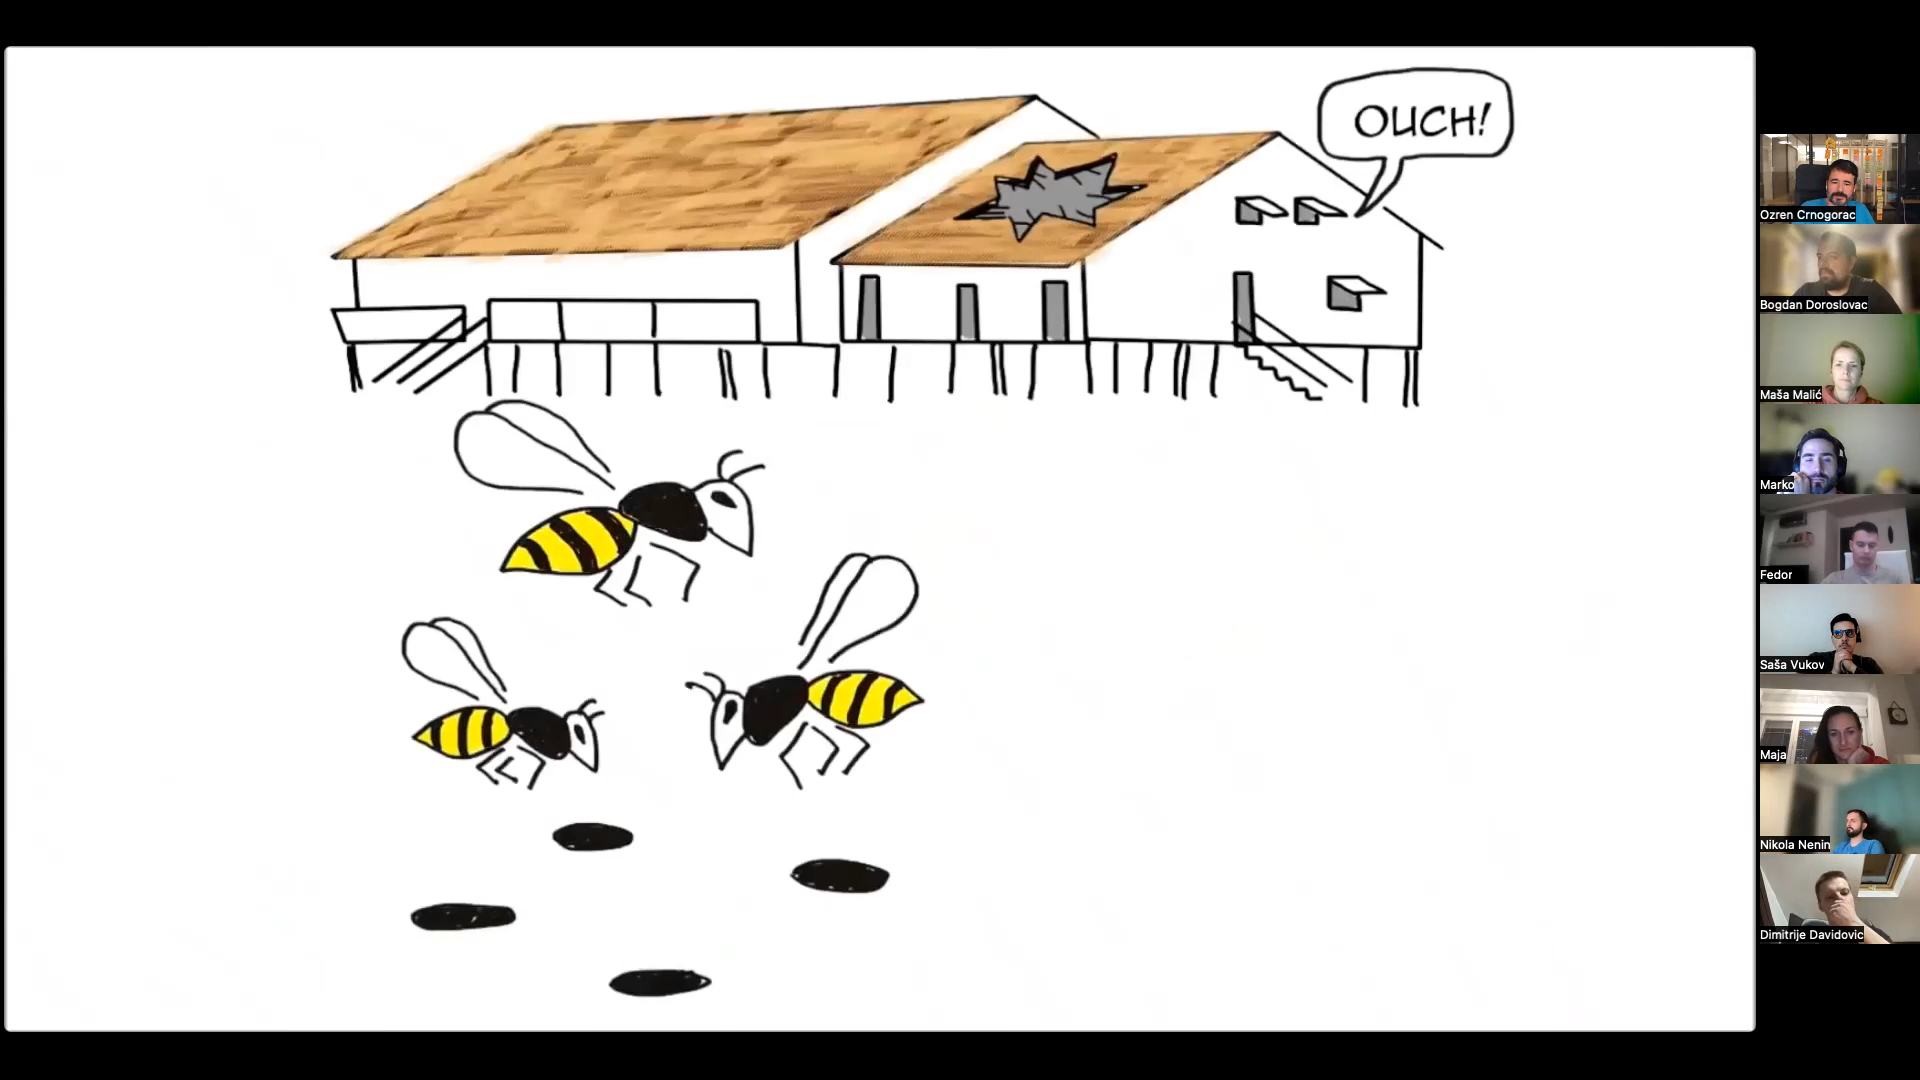 OUCH!
Ozren Crnogorac
Bogdan Doroslovac
Maša Malić
Marko
Fedor
Saša Vukov
Maja
Nikola Nenin
Dimitrije Davidovic